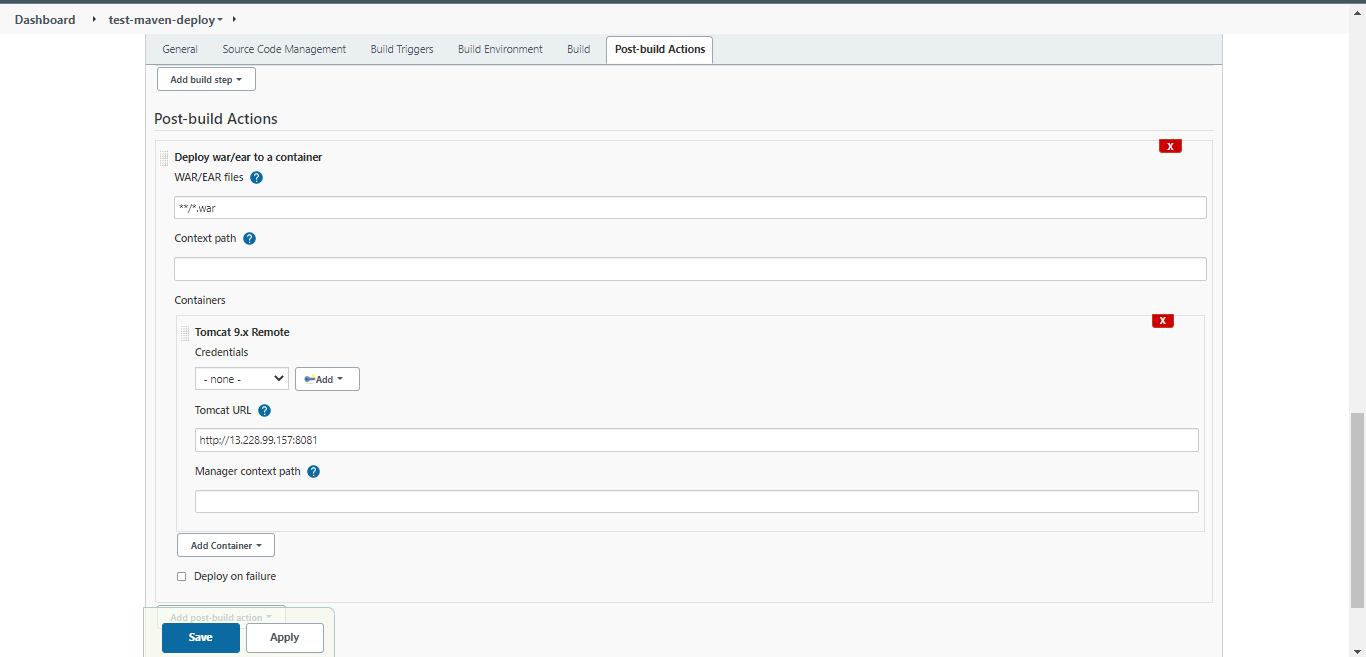 Dashboard test-maven-deploy
General Source Code Management Build Triggers Build Environment Build Post-build Actions
Add build step
Post-build Actions
X
Deploy war/ear to a container
WAR/EAR files ?
**/*.war
Context path ?
Containers
X
Tomcat 9.x Remote
Credentials
- none - Add
Tomcat URL ?
http://13.228.99.157:8081
Manager context path ?
Add Container
Deploy on failure
Add post-build action
Save Apply